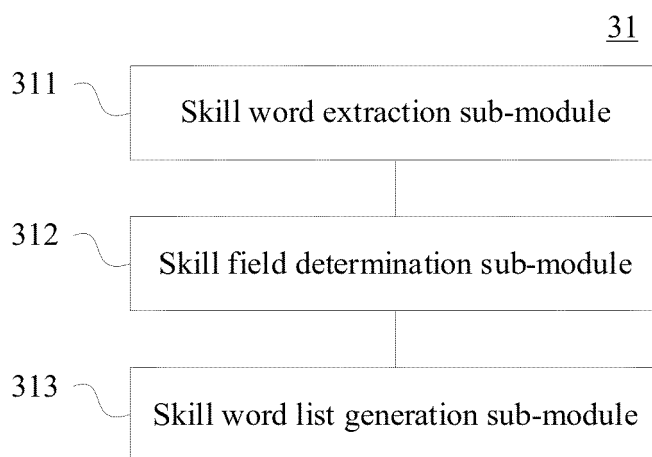 31
311
Skill word extraction sub-module
312
Skill field determination sub-module
313
Skill word list generation sub-module